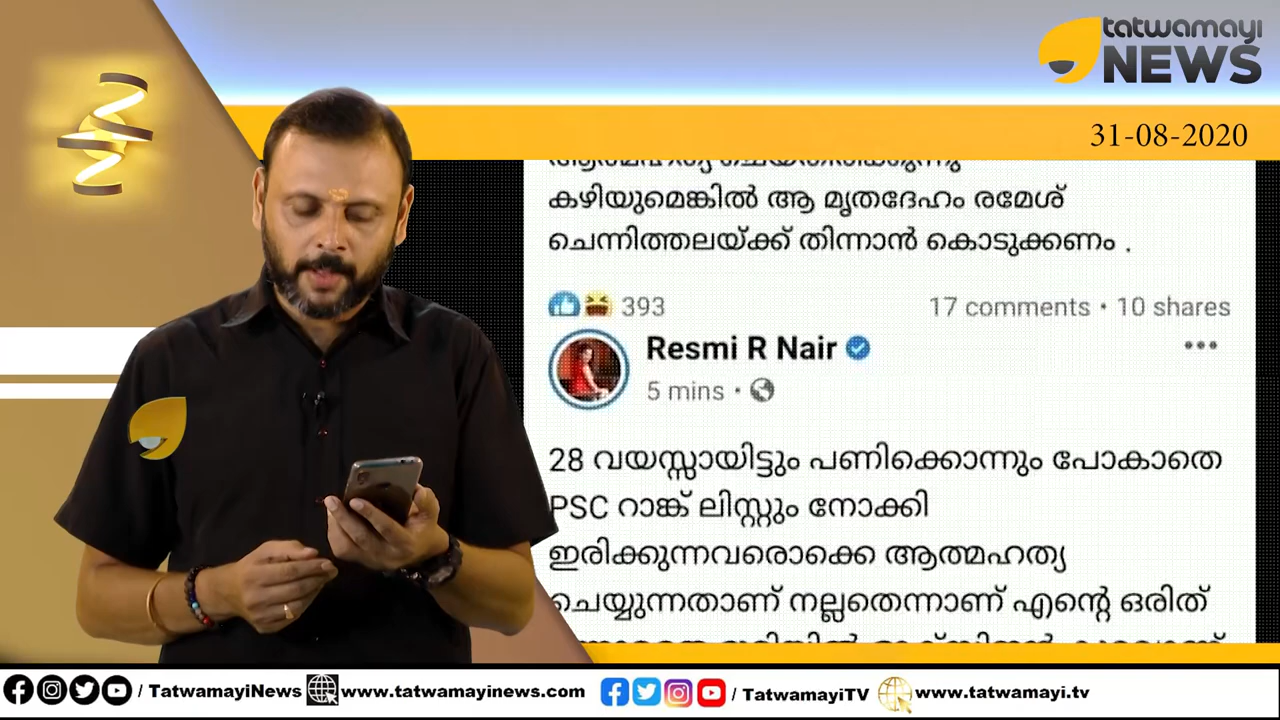 tatwamayi
NEWS
31-08-2020
ആത്മഹത്യ ചെയ്തിരിക്കുന്നു
കഴിയുമെങ്കിൽ ആ മൃതദേഹം രമേശ്
ചെന്നിത്തലയ്ക്ക് തിന്നാൻ കൊടുക്കണം .
393 17 comments • 10 shares
Resmi R Nair
5 mins •
28 വയസ്സായിട്ടും പണിക്കൊന്നും പോകാതെ
PSC റാങ്ക് ലിസ്റ്റും നോക്കി
ഇരിക്കുന്നവരൊക്കെ ആത്മഹത്യ
ചെയ്യുന്നതാണ് നല്ലതെന്നാണ് എന്റെ ഒരിത്
/ TatwamayiNews www.tatwamayinews.com / TatwamayiTV www.tatwamayi.tv